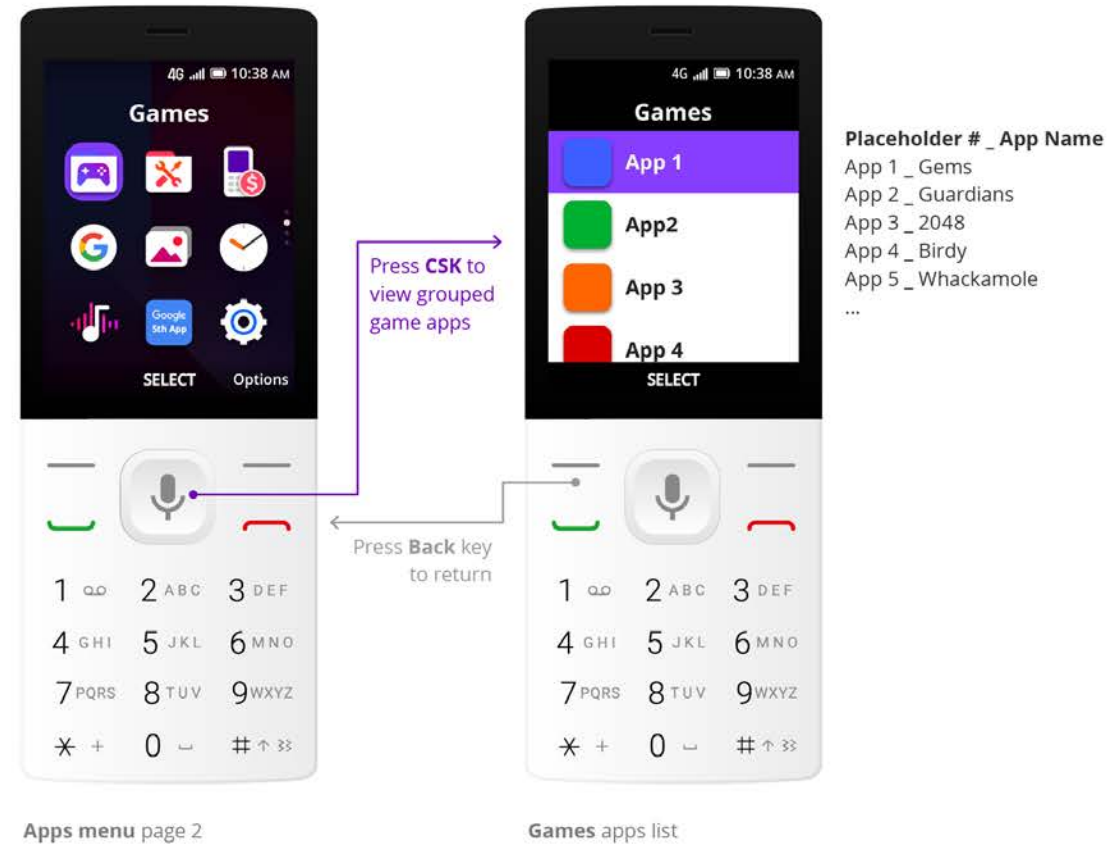 4G 10:38 AM
Games
Google
5th App
SELECT Options
1 2 ABC 3 DEF
4 GHI 5 JKL 6 MNO
7 PQRS 8 TUV 9 WXYZ
* + 0 #
Apps menu page 2
Press CSK to
view grouped
game apps
Press Back key
to return
4G 10:38 AM
Games
App 1
App2
App 3
App 4
SELECT
1 2 ABC 3 DEF
4 GHI 5 JKL 6 MNO
7 PQRS 8 TUV 9 WXYZ
* + 0 #
Games apps list
Placeholder # _ App Name
App 1 _ Gems
App 2 _ Guardians
App 3 _ 2048
App 4 _ Birdy
App 5 _ Whackamole
...